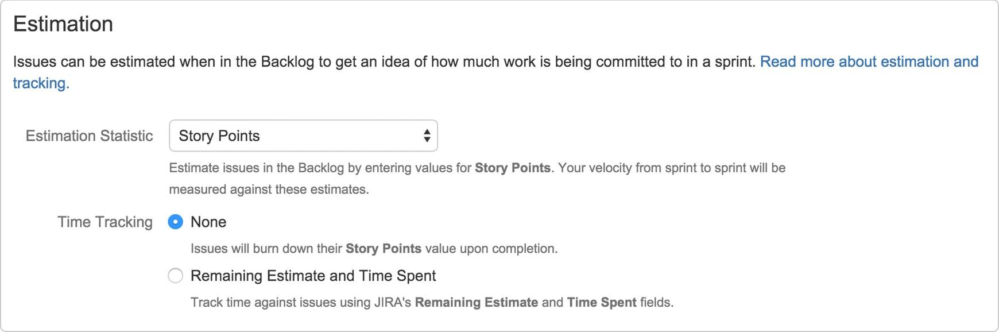 Estimation
Issues can be estimated when in the Backlog to get an idea of how much work is being committed to in a sprint. Read more about estimation and
tracking.
Estimation Statistic Story Points
Estimate issues in the Backlog by entering values for Story Points. Your velocity from sprint to sprint will be
measured against these estimates.
Time Tracking None
Issues will burn down their Story Points value upon completion.
Remaining Estimate and Time Spent
Track time against issues using JIRA's Remaining Estimate and Time Spent fields.